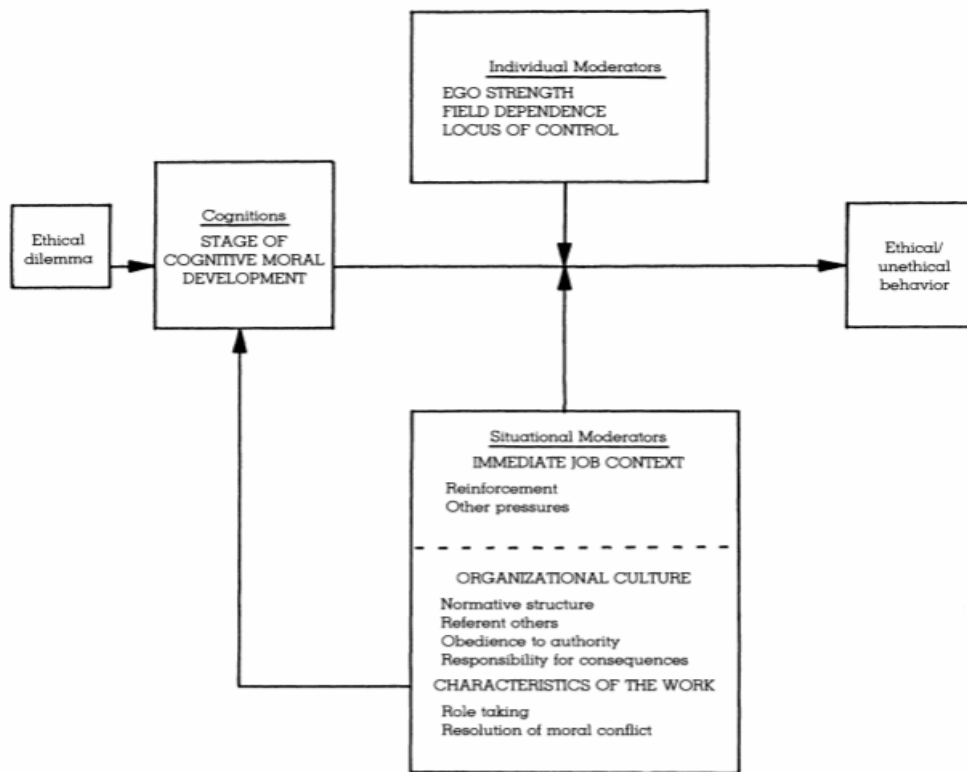 Individual Moderators
EGO STRENGTH
FIELD DEPENDENCE
LOCUS OF CONTROL
Ethical
dilemma
Cognitions
STAGE OF
COGNITIVE MORAL
DEVELOPMENT
Ethical/
unethical
behavior
Situational Moderators
IMMEDIATE JOB CONTEXT
Reinforcement
Other pressures
ORGANIZATIONAL CULTURE
Normative structure
Referent others
Obedience to authority
Responsibility for consequences
CHARACTERISTICS OF THE WORK
Role taking
Resolution of moral conflict